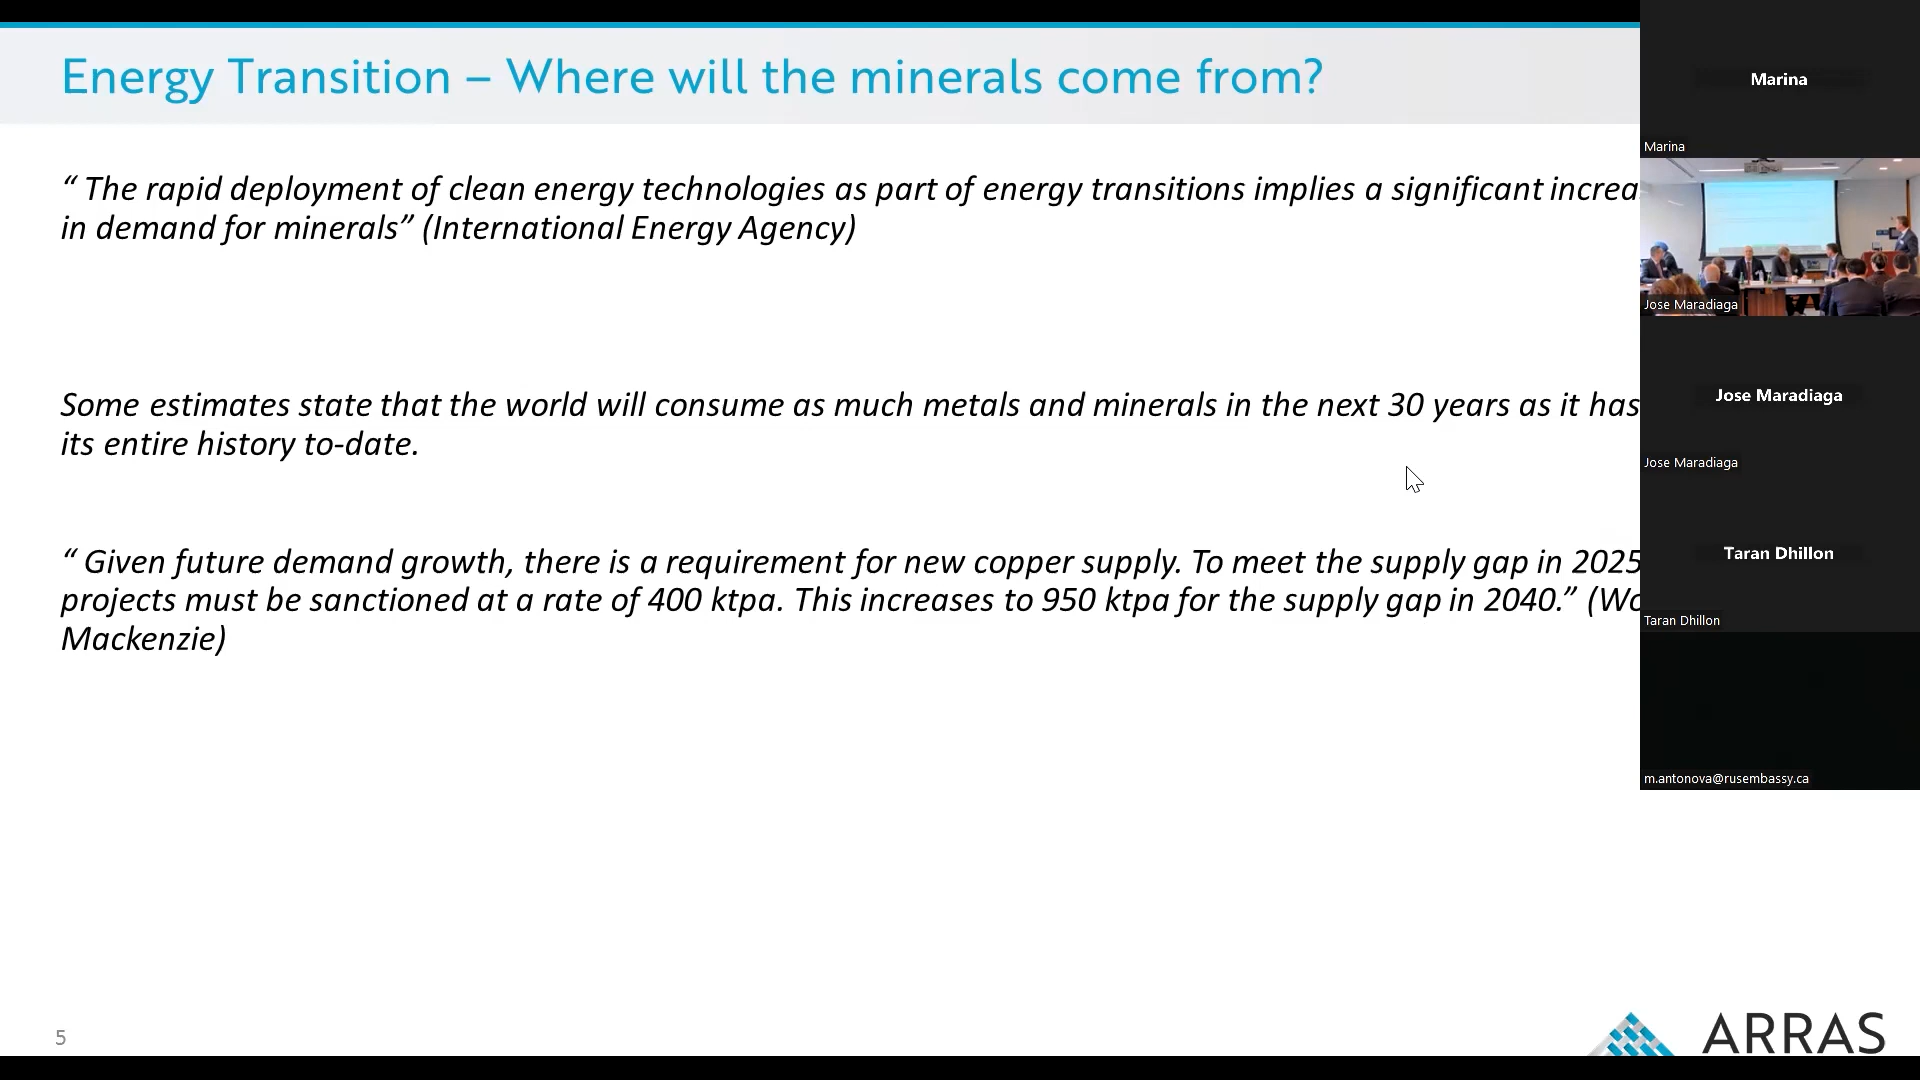 Energy Transition – Where will the minerals come from?
“ The rapid deployment of clean energy technologies as part of energy transitions implies a significant increa
in demand for minerals” (International Energy Agency)
Some estimates state that the world will consume as much metals and minerals in the next 30 years as it has
its entire history to-date.
“ Given future demand growth, there is a requirement for new copper supply. To meet the supply gap in 2025
projects must be sanctioned at a rate of 400 ktpa. This increases to 950 ktpa for the supply gap in 2040.” (Wo
Mackenzie)
5
ARRAS
Marina
Marina
Jose Maradiaga
Jose Maradiaga
Jose Maradiaga
Taran Dhillon
Taran Dhillon
m.antonova@rusembassy.ca